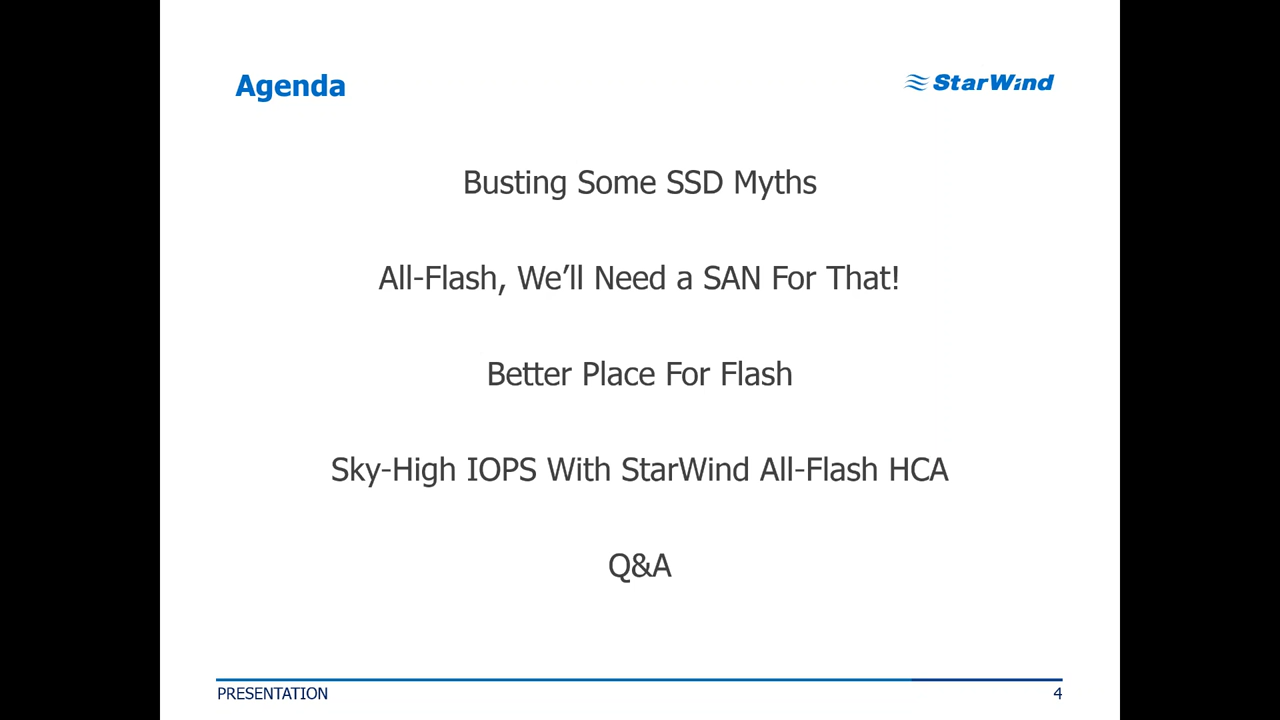 Agenda
StarWind
Busting Some SSD Myths
All-Flash, We’ll Need a SAN For That!
Better Place For Flash
Sky-High IOPS With StarWind All-Flash HCA
Q&A
PRESENTATION
4